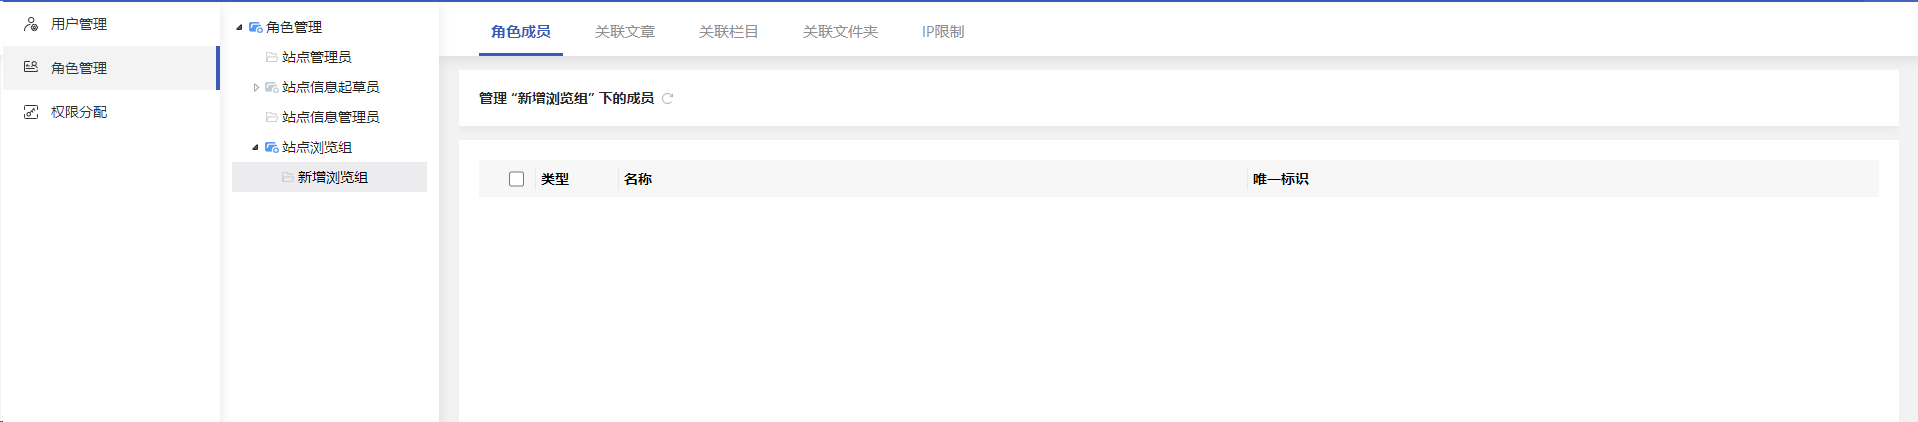 用户管理
角色管理
权限分配
角色管理
站点管理员
站点信息起草员
站点信息管理员
站点浏览组
新增浏览组
角色成员 关联文章 关联栏目 关联文件夹 IP限制
管理 “新增浏览组” 下的成员
类型 名称 唯一标识